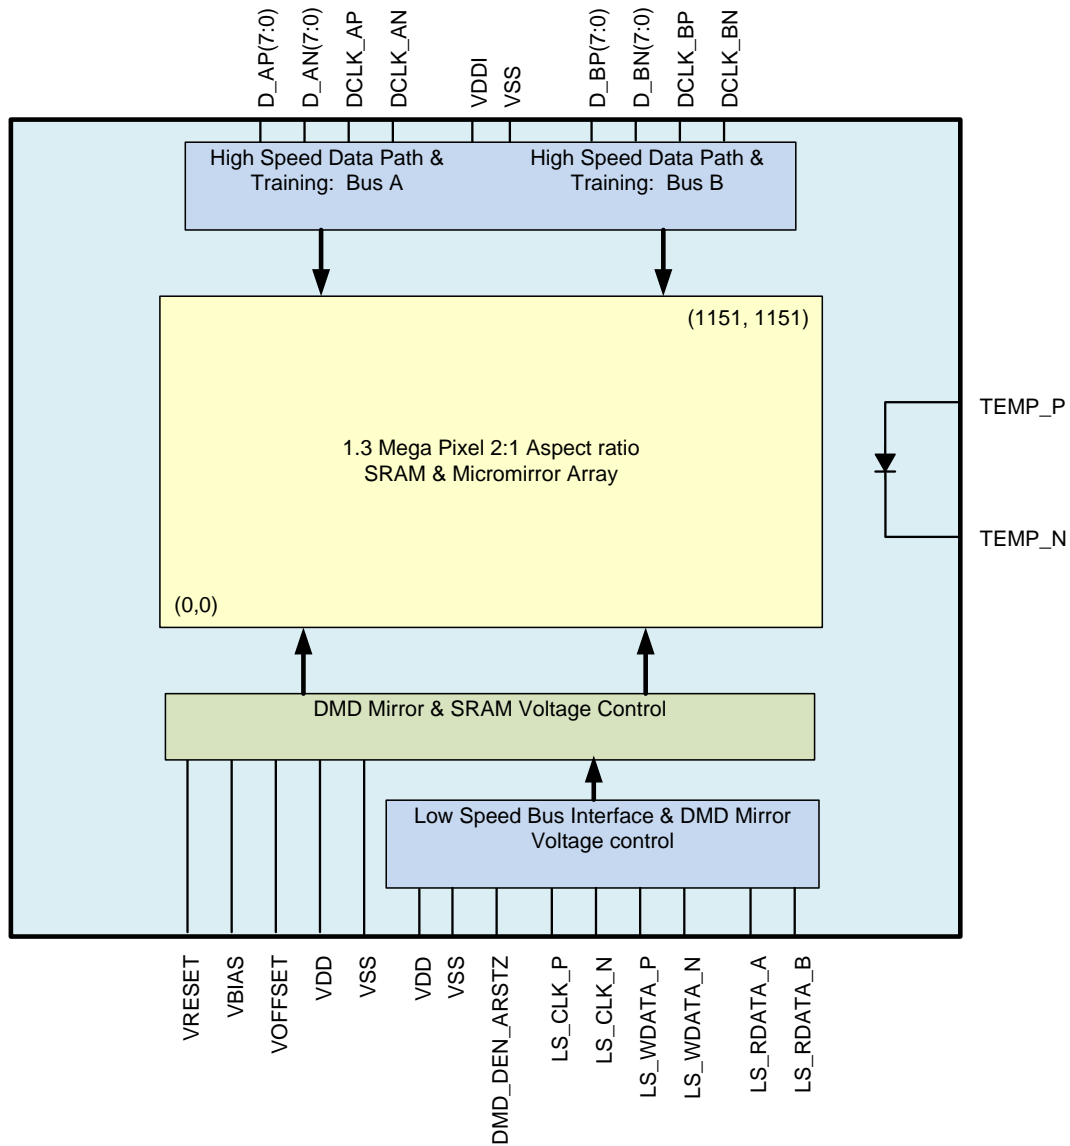 D_AP(7:0)
D_AN(7:0)
DCLK_AP
DCLK_AN
VDDI
VSS
D_BP(7:0)
D_BN(7:0)
DCLK_BP
DCLK_BN
High Speed Data Path &
Training: Bus A
High Speed Data Path &
Training: Bus B
(1151, 1151)
1.3 Mega Pixel 2:1 Aspect ratio
SRAM & Micromirror Array
(0,0)
TEMP_P
TEMP_N
DMD Mirror & SRAM Voltage Control
Low Speed Bus Interface & DMD Mirror
Voltage control
VRESET
VBIAS
VOFFSET
VDD
VSS
VDD
VSS
DMD_DEN_ARSTZ
LS_CLK_P
LS_CLK_N
LS_WDATA_P
LS_WDATA_N
LS_RDATA_A
LS_RDATA_B